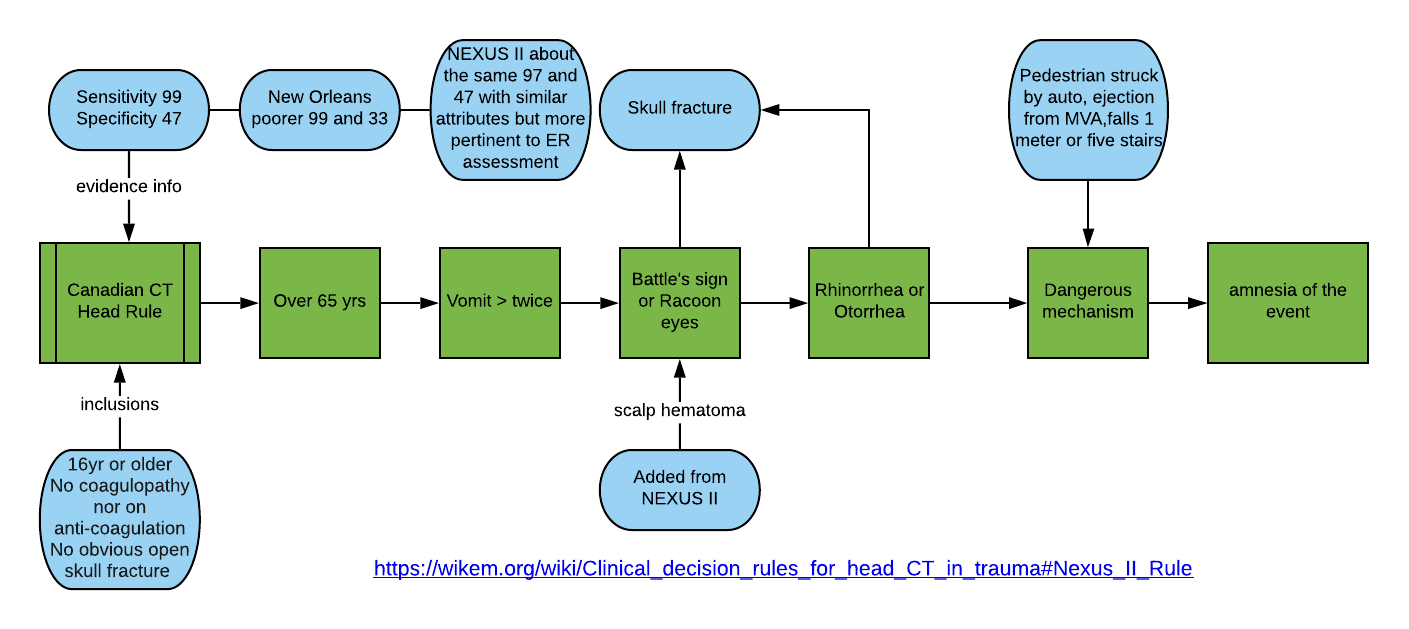 Sensitivity 99
Specificity 47
New Orleans
poorer 99 and 33
NEXUS II about
the same 97 and
47 with similar
attributes but more
pertinent to ER
assessment
Skull fracture
Pedestrian struck
by auto, ejection
from MVA,falls 1
meter or five stairs
evidence info
Canadian CT
Head Rule
Over 65 yrs
Vomit > twice
Battle's sign
or Racoon
eyes
Rhinorrhea or
Otorrhea
Dangerous
mechanism
amnesia of the
event
inclusions
scalp hematoma
16yr or older
No coagulopathy
nor on
anti-coagulation
No obvious open
skull fracture
Added from
NEXUS II
https://wikem.org/wiki/Clinical_decision_rules_for_head_CT_in_trauma#Nexus_II_Rule